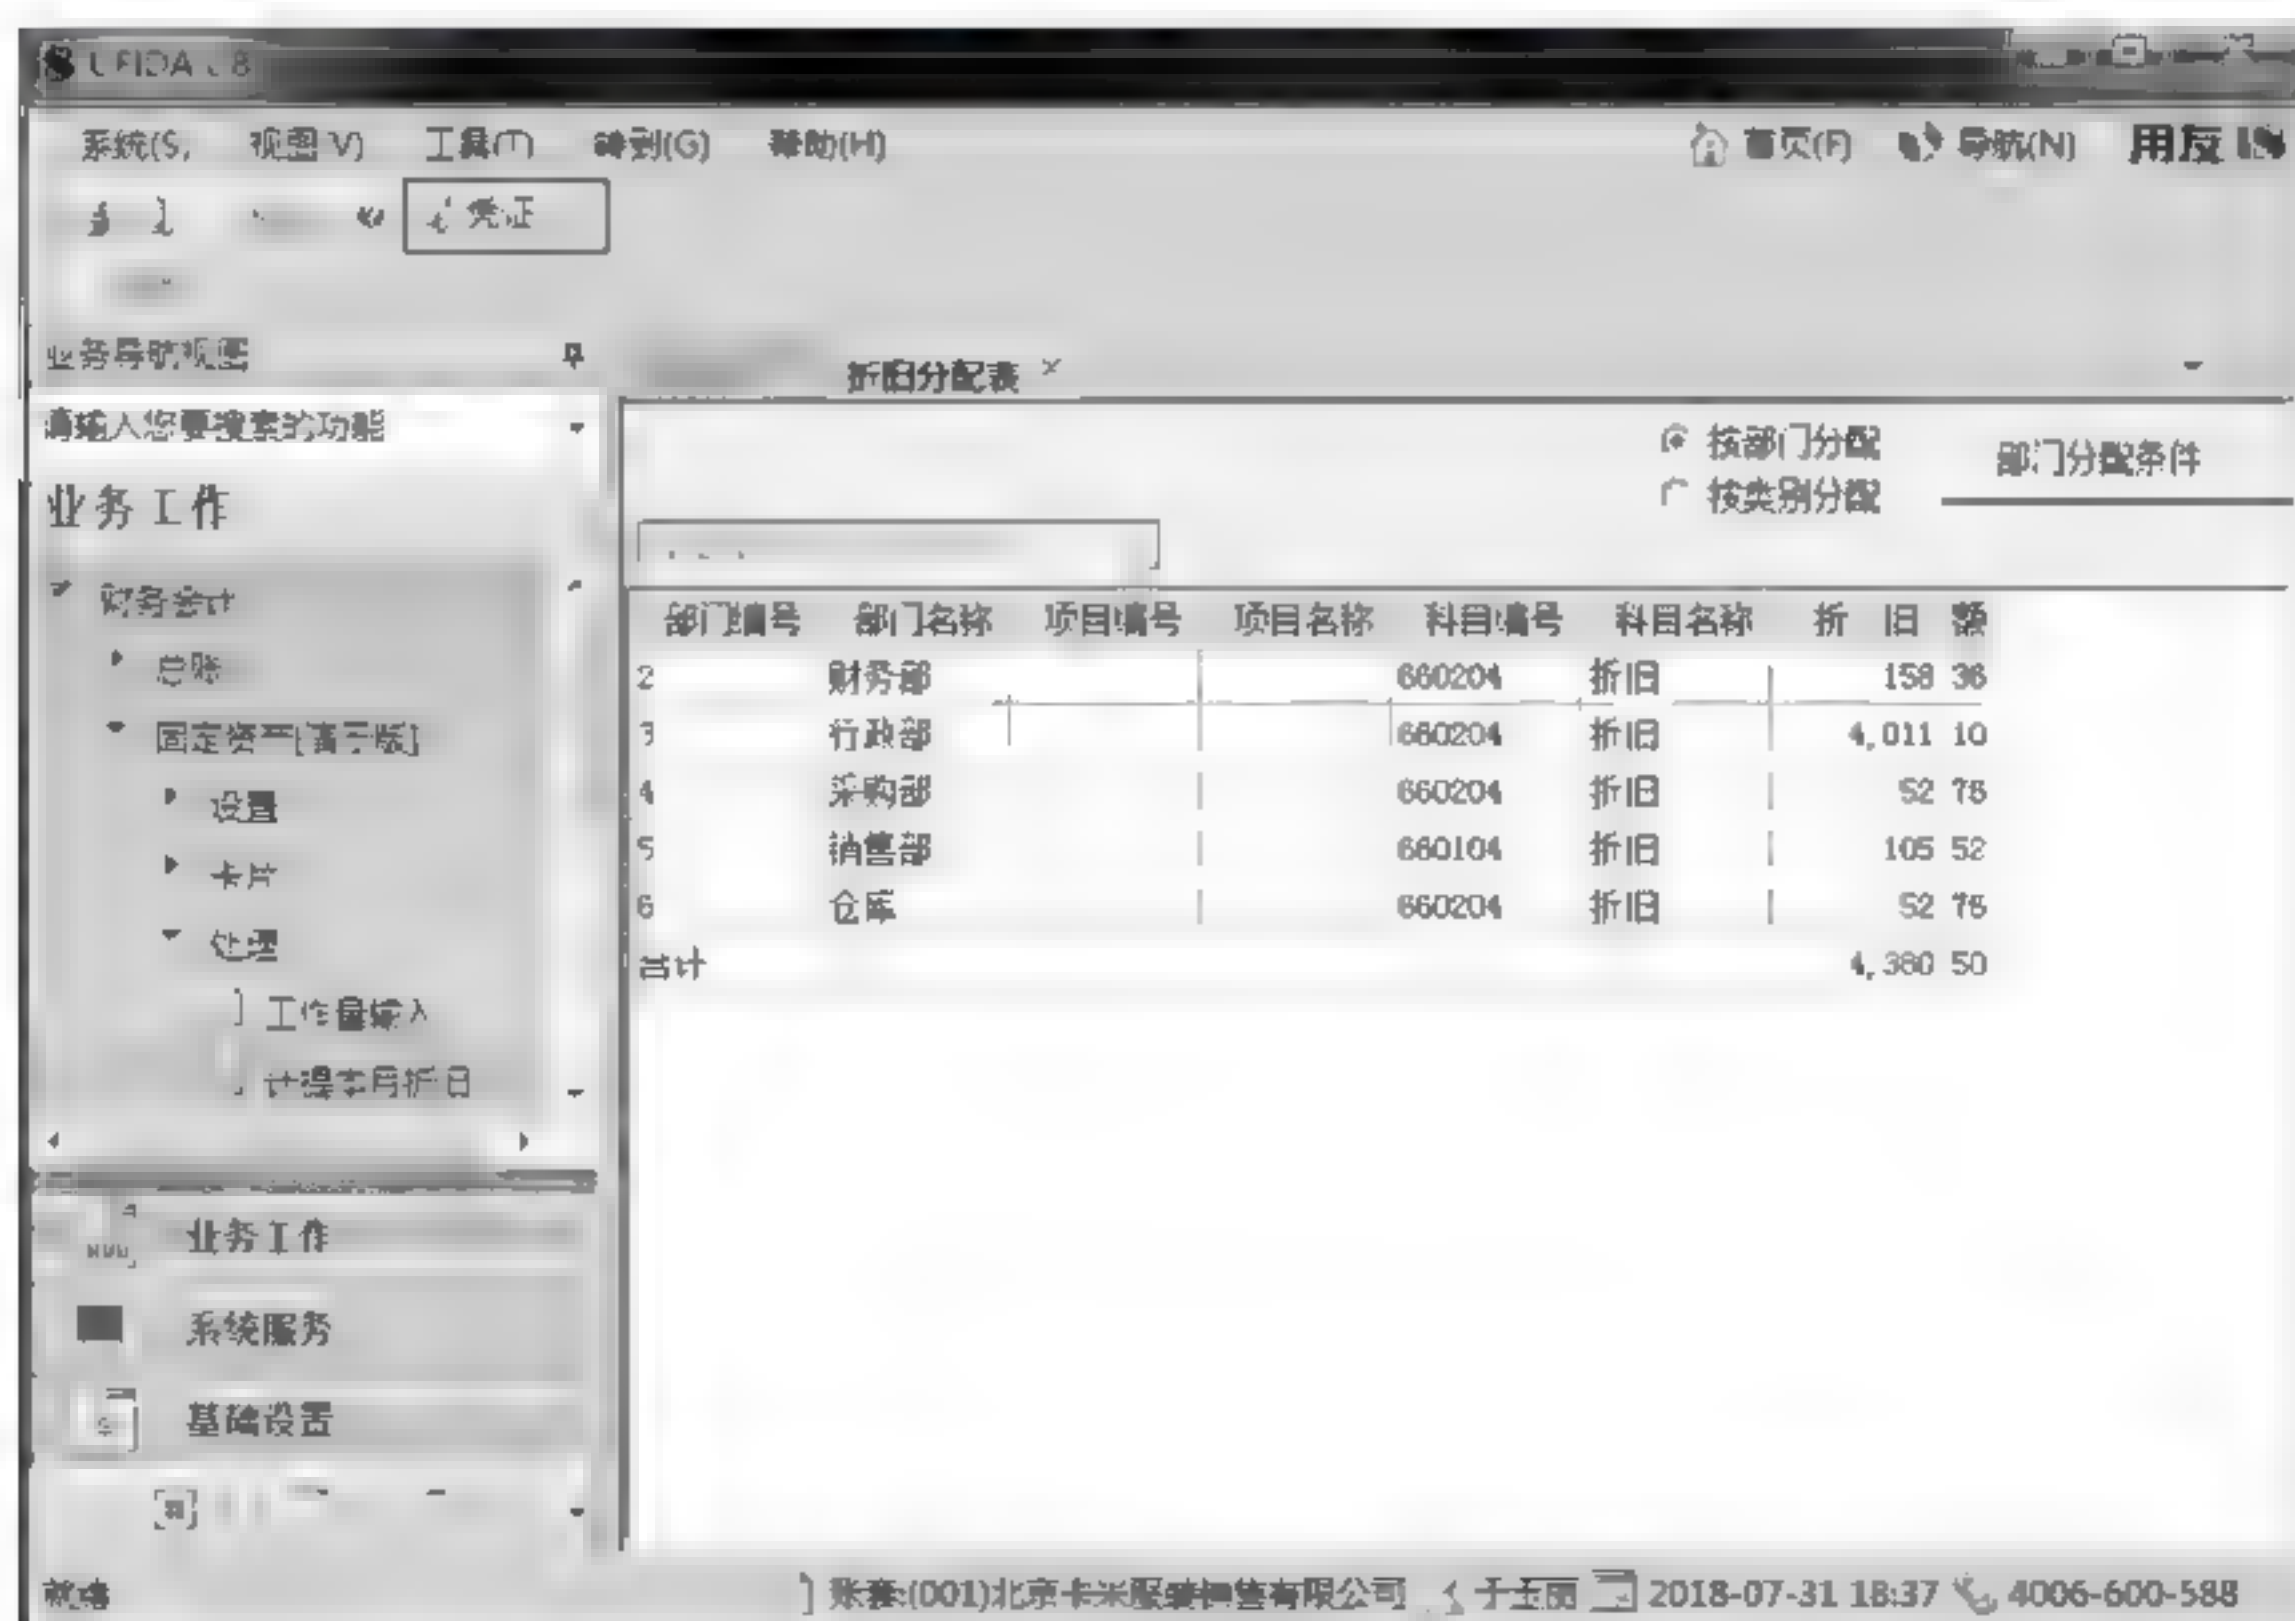 UFIDA U8
系统(S) 视图(V) 工具(T) 转到(G) 帮助(H) 首页(F) 导航(N) 用友 U8
凭证
业务导航视图
折旧分配表
请输入您要搜索的功能
按部门分配
部门分配条件
按类别分配
业务工作
财务会计
总账
固定资产[演示版]
设置
卡片
处理
工作量输入
计提本月折旧
部门编号 部门名称 项目编号 项目名称 科目编号 科目名称 折 旧 额
2 财务部 660204 折旧 158 36
3 行政部 660204 折旧 4,011 10
4 采购部 660204 折旧 52 76
5 销售部 660104 折旧 105 52
6 仓库 660204 折旧 52 76
合计 4,380 50
业务工作
系统服务
基础设置
就绪 账套:(001)北京卡米服装销售有限公司 于美丽 2018-07-31 18:37 4006-600-588